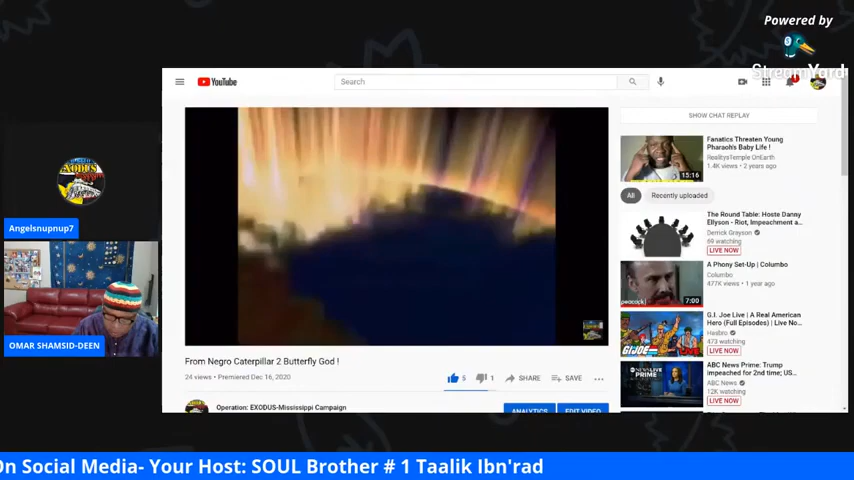 Powered by
StreamYard
YouTube
Search
SHOW CHAT REPLAY
Fanatics Threaten Young
Pharaoh's Baby Life !
RealitysTemple OnEarth
1.4K views • 2 years ago
15:16
All
Recently uploaded
The Round Table: Hoste Danny
Ellyson - Riot, Impeachment a...
Derrick Grayson
69 watching
LIVE NOW
A Phony Set-Up | Columbo
Columbo
477K views • 1 year ago
peacock
7:00
G.I. Joe Live | A Real American
Hero (Full Episodes) | Live No...
Hasbro
473 watching
LIVE NOW
GIJOE
ABC News Prime: Trump
impeached for 2nd time; US...
ABC News
12K watching
LIVE NOW
NEWS LIVE
PRIME
Angelsnupnup7
OMAR SHAMSID-DEEN
From Negro Caterpillar 2 Butterfly God !
24 views • Premiered Dec 16, 2020
5
1
SHARE
SAVE
Operation: EXODUS-Mississippi Campaign
ANALYTICS
EDIT VIDEO
On Social Media- Your Host: SOUL Brother # 1 Taalik Ibn'rad